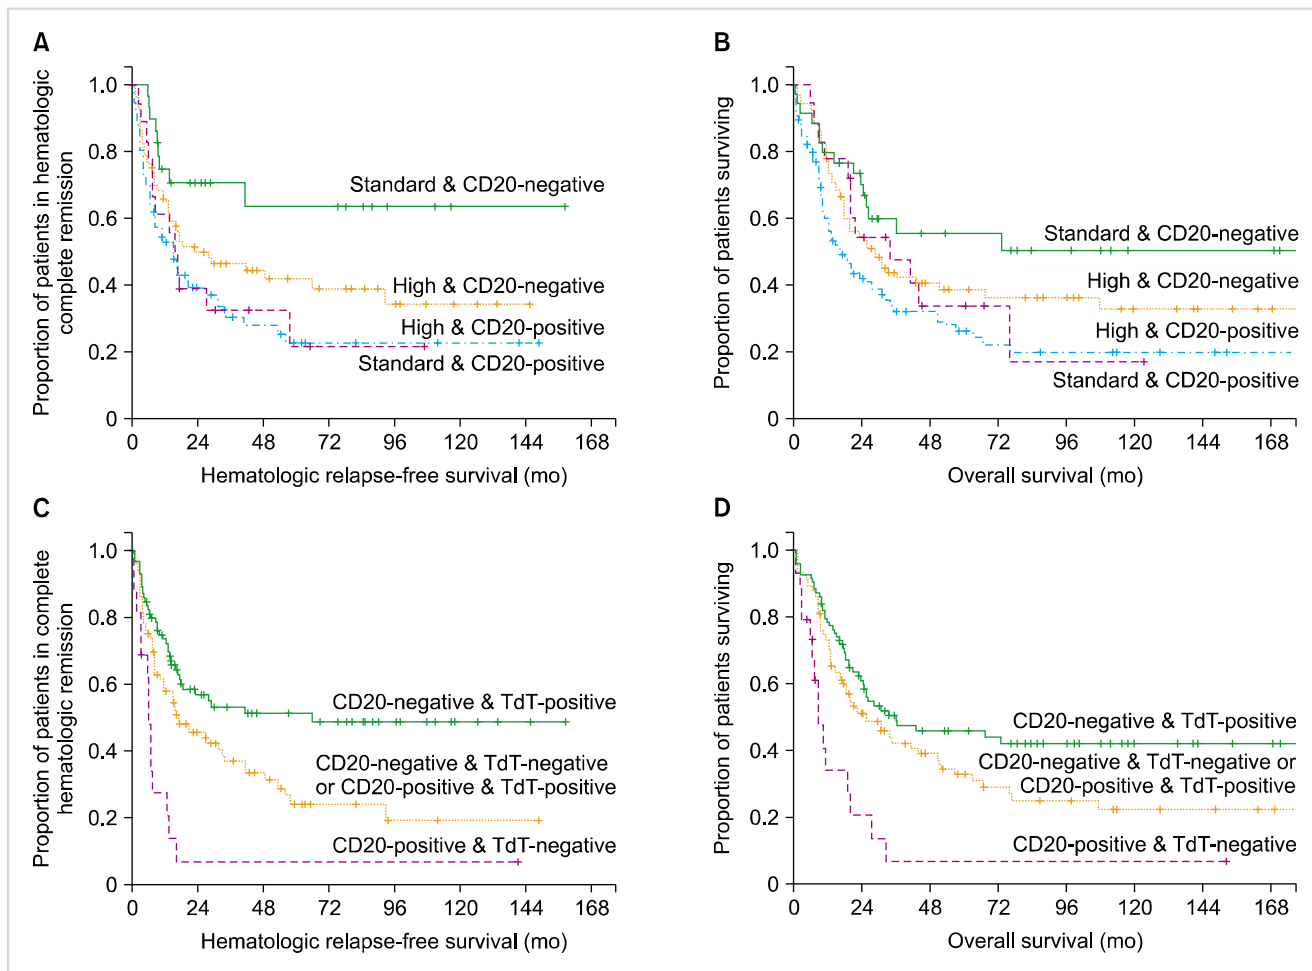 A
Proportion of patients in hematologic
complete remission
1.0
0.8
0.6
0.4
0.2
0
Standard & CD20-negative
High & CD20-negative
High & CD20-positive
Standard & CD20-positive
0 24 48 72 96 120 144 168
Hematologic relapse-free survival (mo)
B
Proportion of patients surviving
1.0
0.8
0.6
0.4
0.2
0
Standard & CD20-negative
High & CD20-negative
High & CD20-positive
Standard & CD20-positive
0 24 48 72 96 120 144 168
Overall survival (mo)
C
Proportion of patients in complete
hematologic remission
1.0
0.8
0.6
0.4
0.2
0
CD20-negative & TdT-positive
CD20-negative & TdT-negative
or CD20-positive & TdT-positive
CD20-positive & TdT-negative
0 24 48 72 96 120 144 168
Hematologic relapse-free survival (mo)
D
Proportion of patients surviving
1.0
0.8
0.6
0.4
0.2
0
CD20-negative & TdT-positive
CD20-negative & TdT-negative or
CD20-positive & TdT-positive
CD20-positive & TdT-negative
0 24 48 72 96 120 144 168
Overall survival (mo)